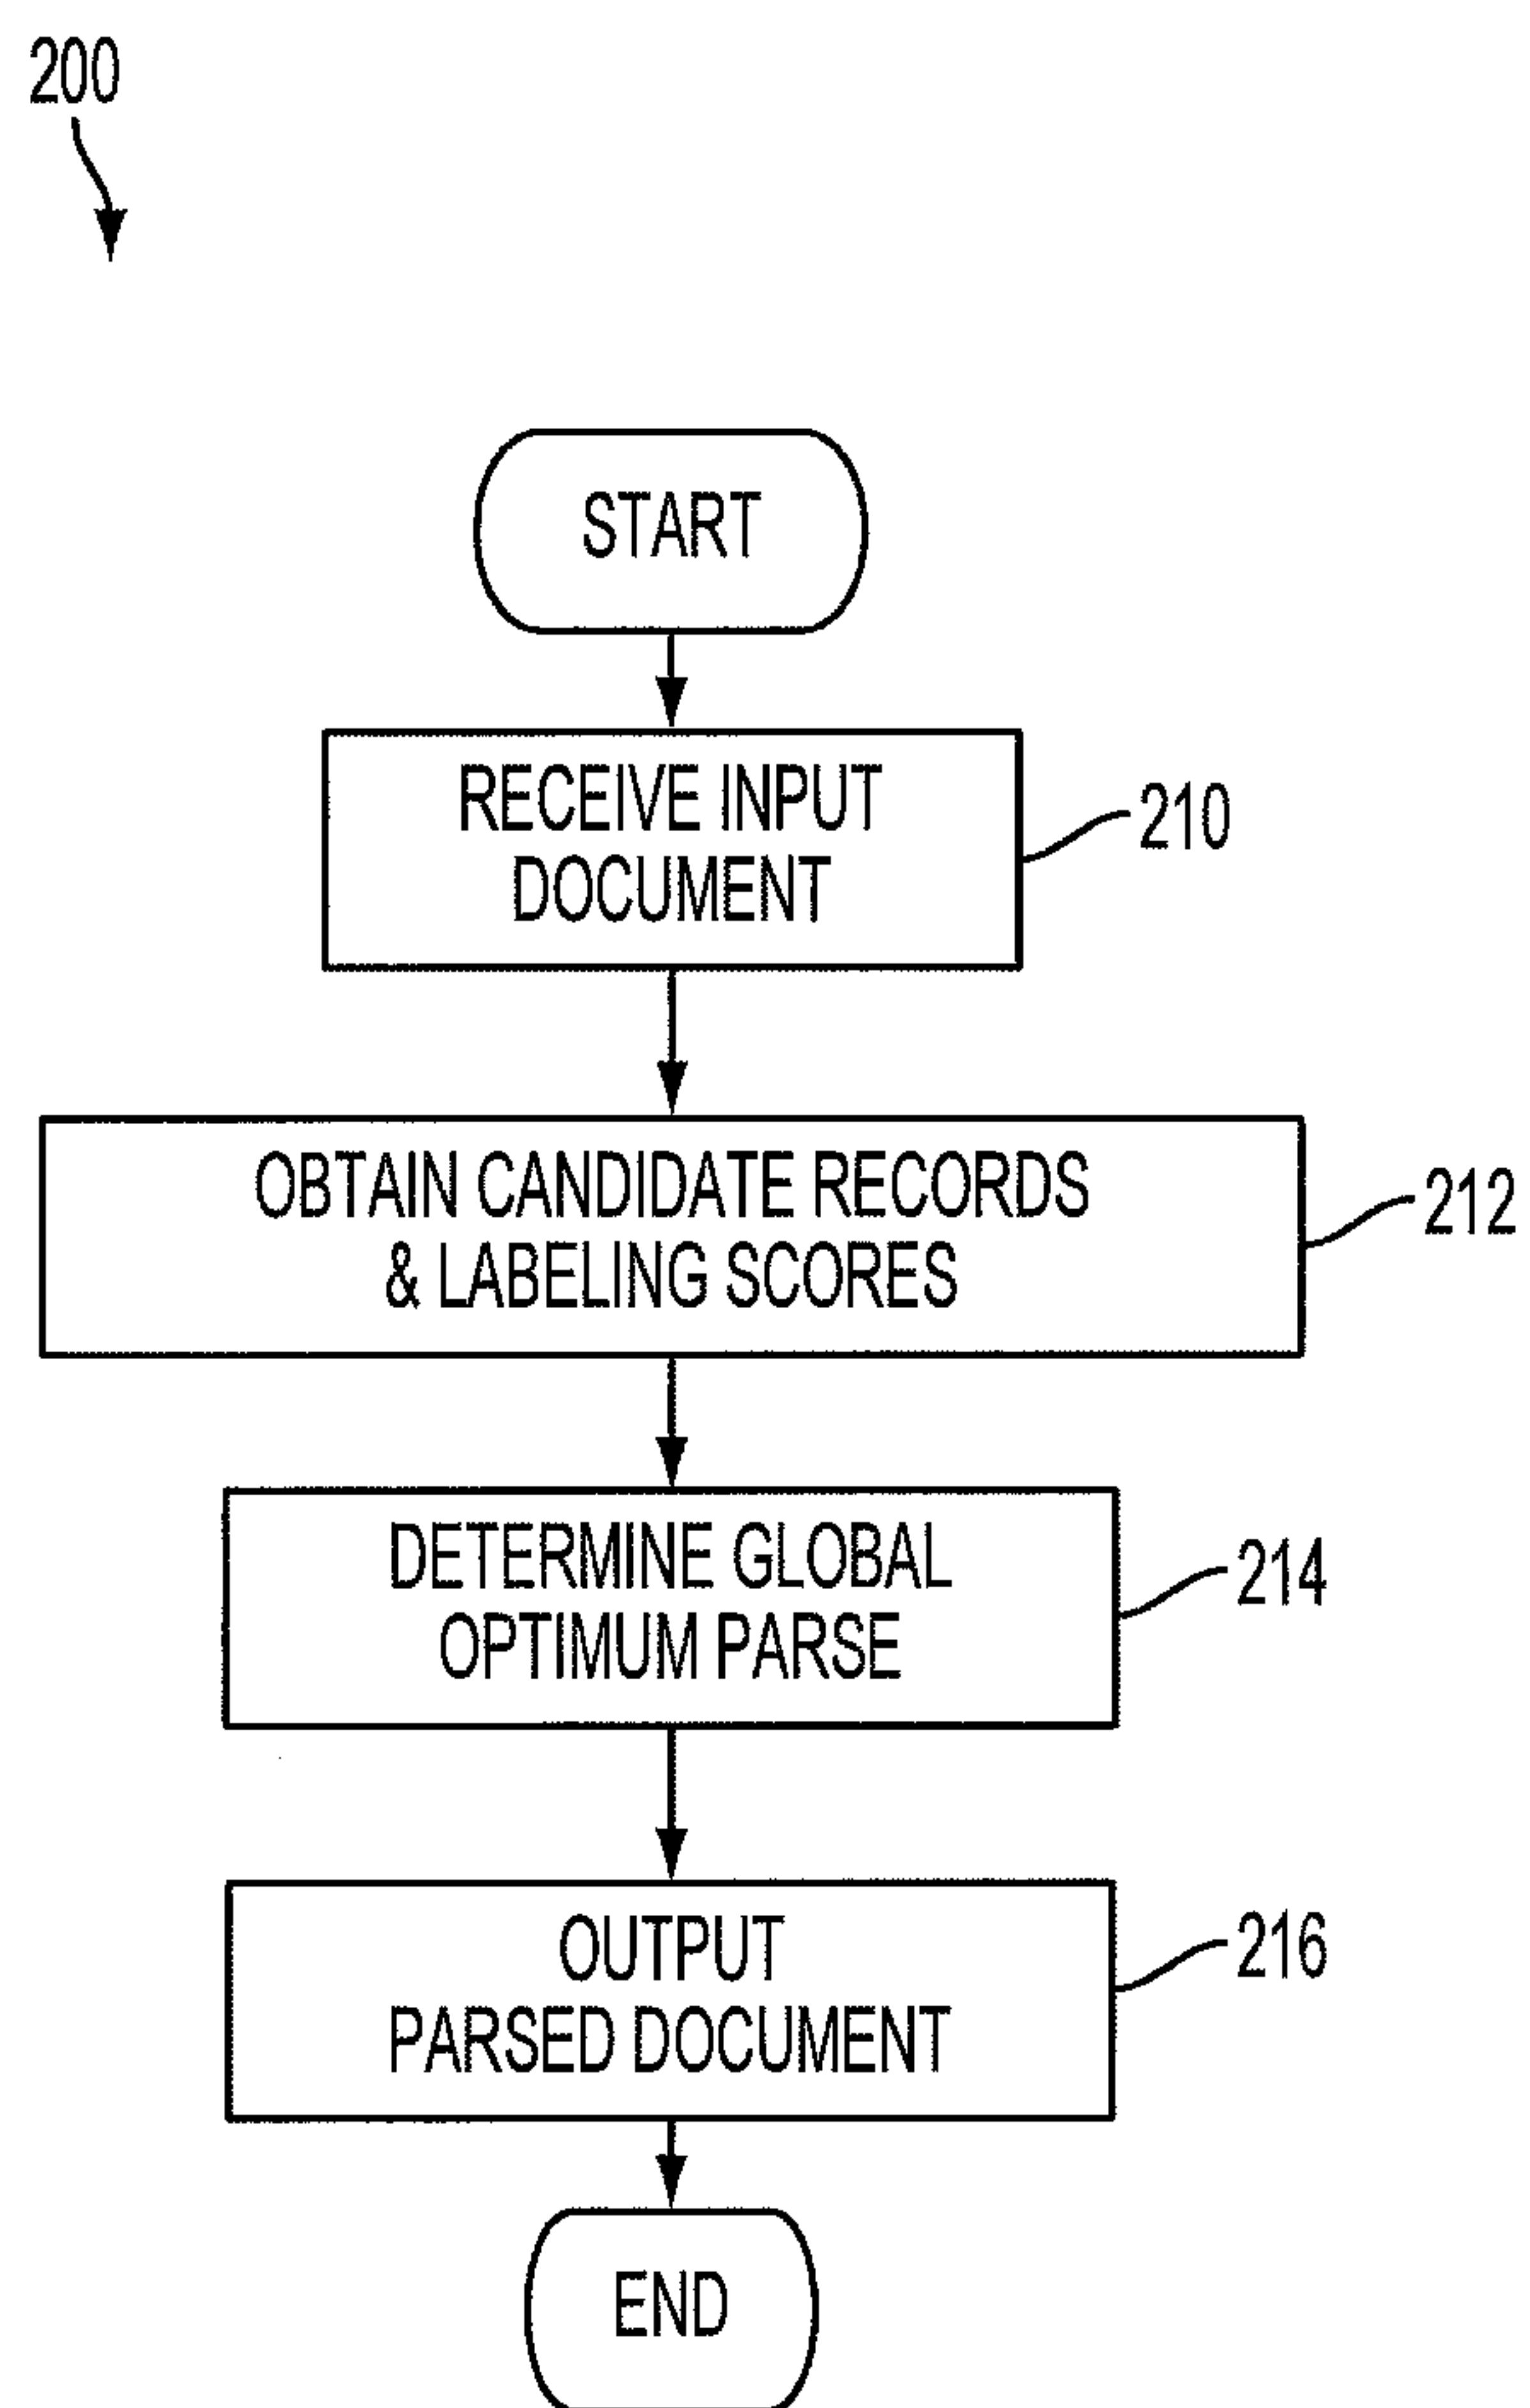 200
START
RECEIVE INPUT
DOCUMENT
210
OBTAIN CANDIDATE RECORDS
& LABELING SCORES
212
DETERMINE GLOBAL
OPTIMUM PARSE
214
OUTPUT
PARSED DOCUMENT
216
END